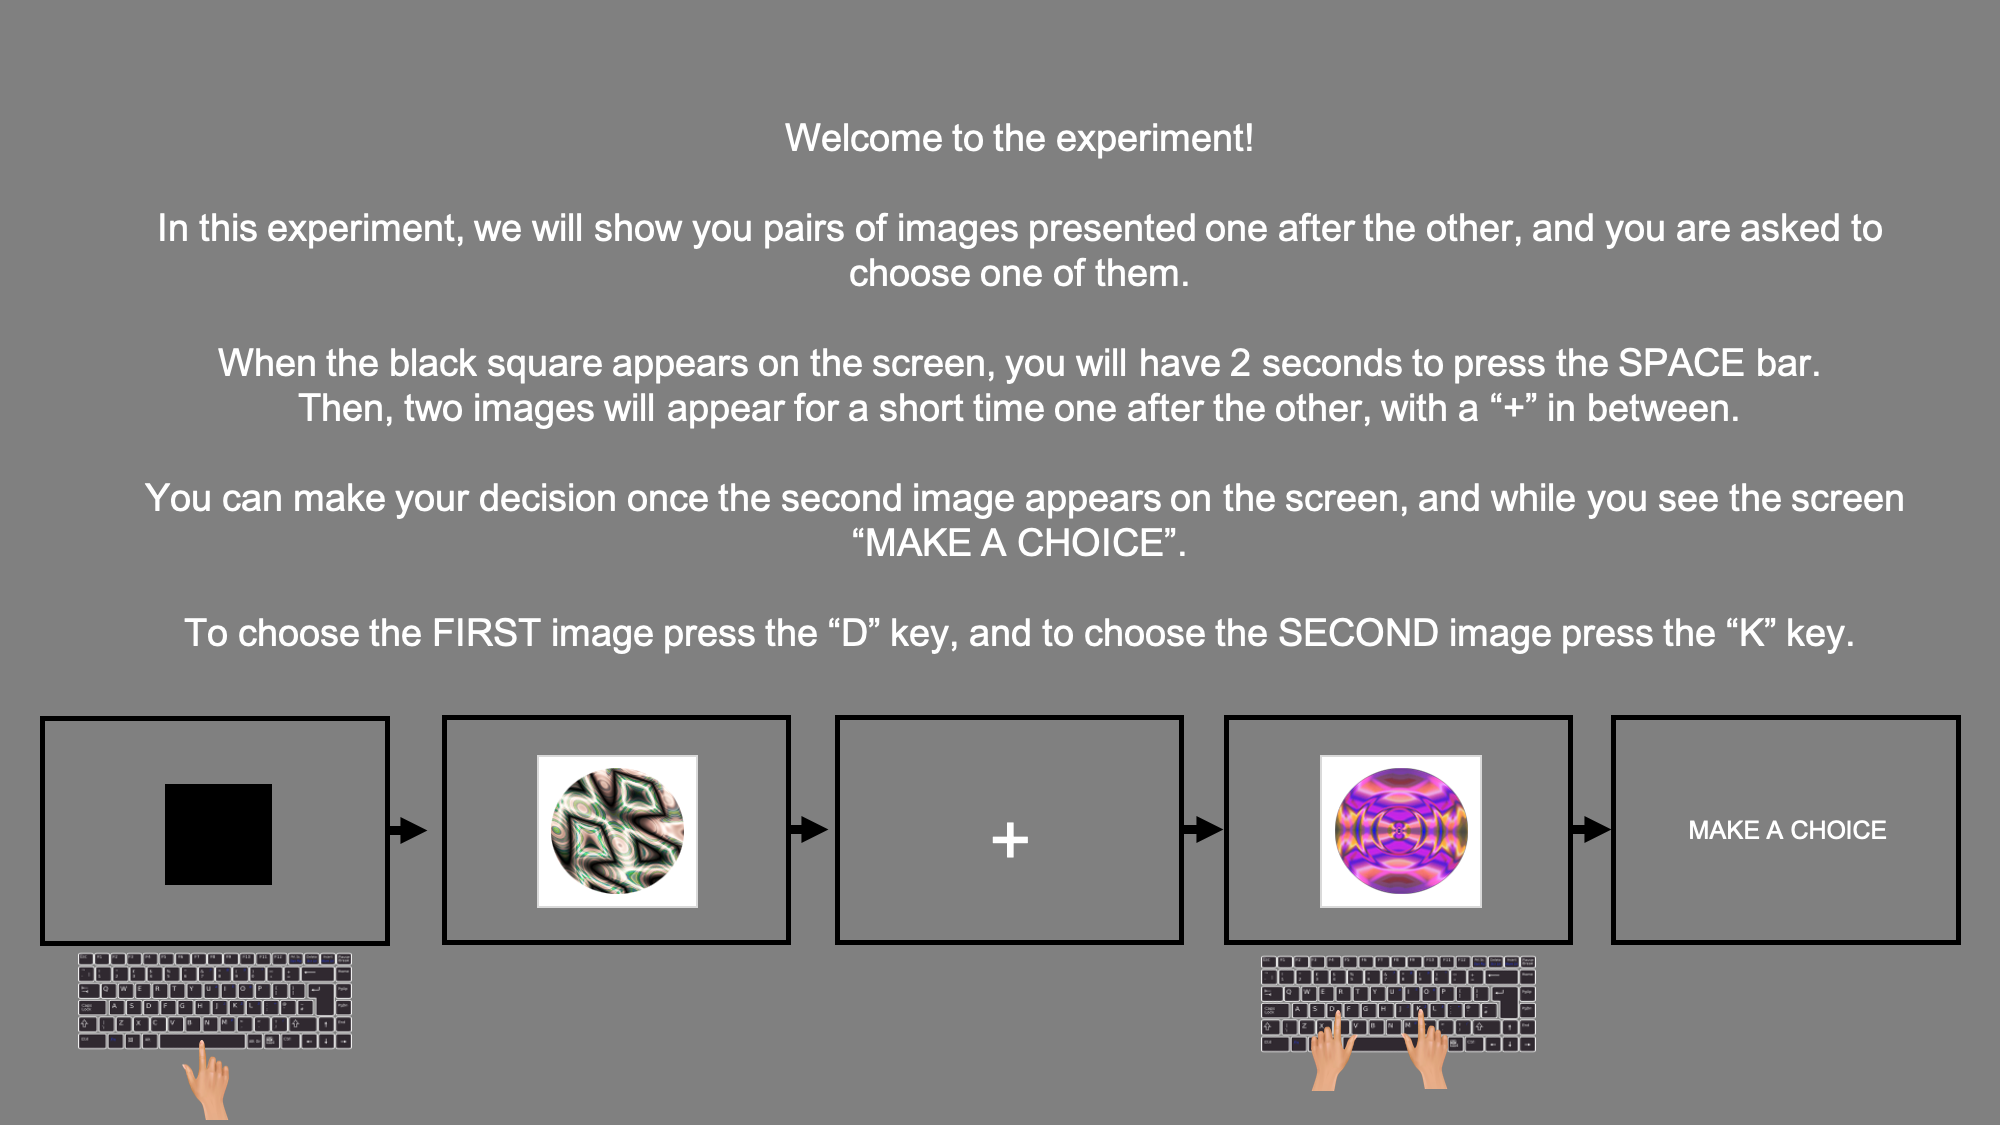 Welcome to the experiment!
In this experiment, we will show you pairs of images presented one after the other, and you are asked to
choose one of them.
When the black square appears on the screen, you will have 2 seconds to press the SPACE bar.
Then, two images will appear for a short time one after the other, with a “+” in between.
You can make your decision once the second image appears on the screen, and while you see the screen
“MAKE A CHOICE”.
To choose the FIRST image press the “D” key, and to choose the SECOND image press the “K” key.
+
MAKE A CHOICE